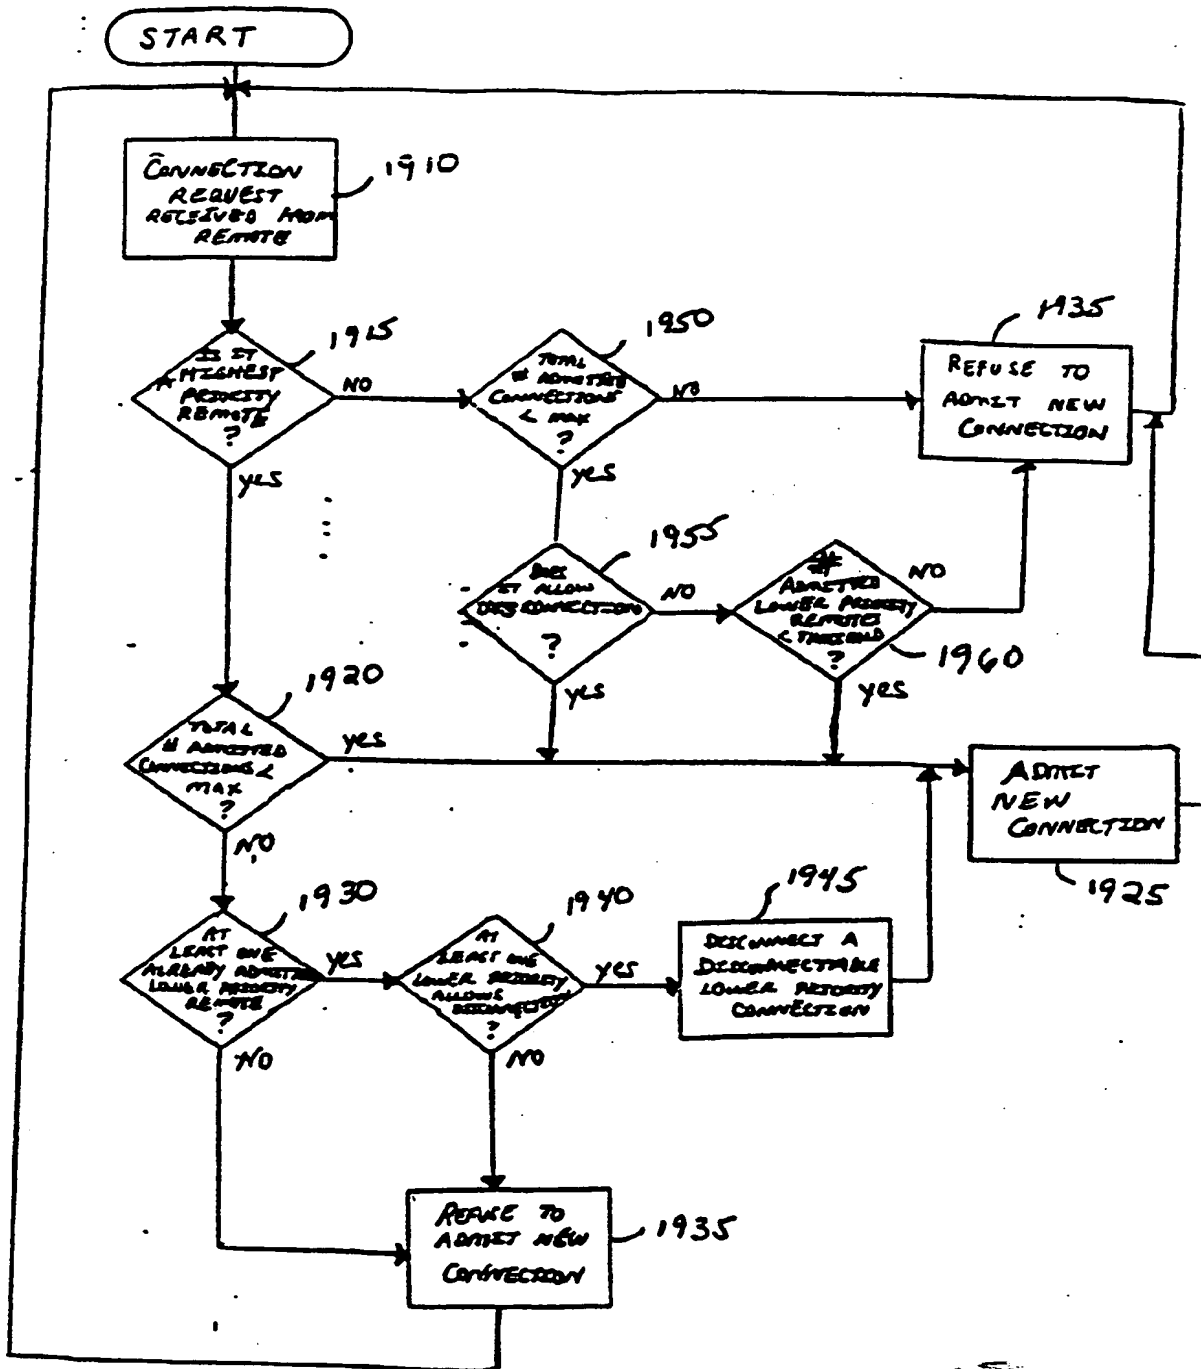 START
CONNECTION
REQUEST
RECEIVED FROM
REMOTE
1910
IS IT
A HIGHEST
PRIORITY
REMOTE
?
1915
NO
yes
TOTAL
# ADMITTED
CONNECTIONS
< MAX
?
1950
NO
yes
REFUSE TO
ADMIT NEW
CONNECTION
1935
DOES
IT ALLOW
DISCONNECTION
?
1955
NO
yes
#
ADMITTED
LOWER PRIORITY
REMOTES
<
?
NO
1960
yes
TOTAL
# ADMITTED
CONNECTIONS <
MAX
?
1920
yes
NO
ADMIT
NEW
CONNECTION
1925
AT
LEAST ONE
ALREADY ADMITTED
LOWER PRIORITY
REMOTE
?
1930
yes
NO
AT
LEAST ONE
LOWER PRIORITY
ALLOWS
DISCONNECTION
?
1940
yes
NO
DISCONNECT A
DISCONNECTABLE
LOWER PRIORITY
CONNECTION
1945
REFUSE TO
ADMIT NEW
CONNECTION
1935